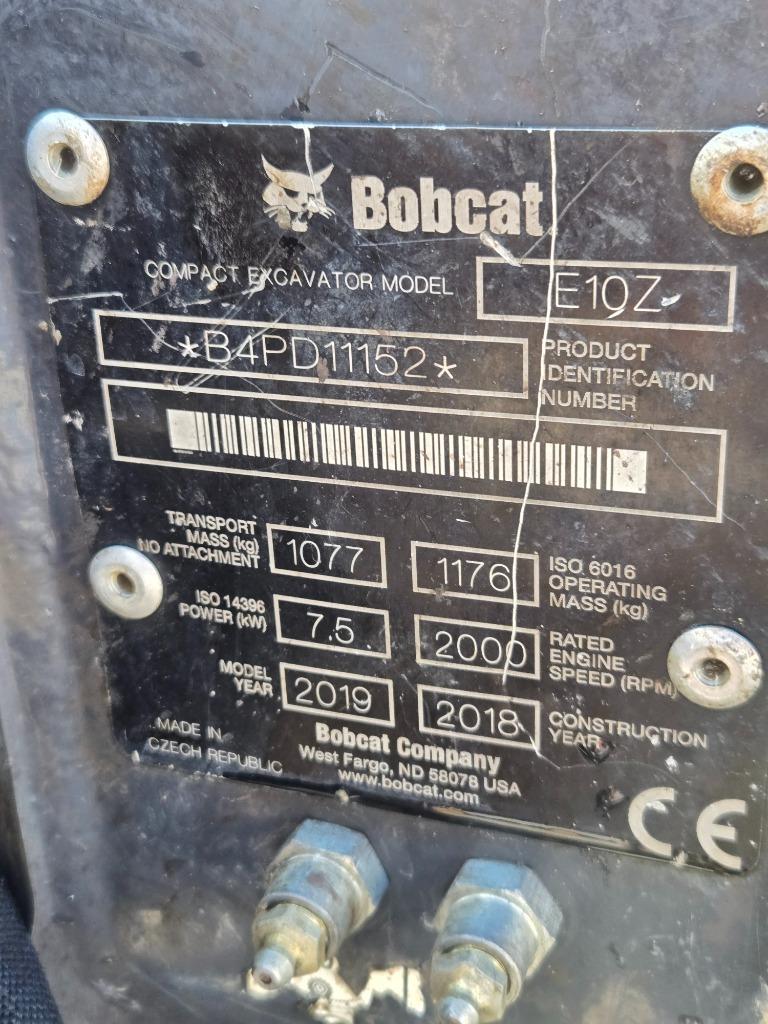 Bobcat
COMPACT EXCAVATOR MODEL E10Z
*B4PD11152*
PRODUCT
IDENTIFICATION
NUMBER
TRANSPORT
MASS (kg)
NO ATTACHMENT
1077
1176
ISO 6016
OPERATING
MASS (kg)
ISO 14396
POWER (kW)
7.5
2000
RATED
ENGINE
SPEED (RPM)
MODEL
YEAR
2019
2018
CONSTRUCTION
YEAR
MADE IN
CZECH REPUBLIC
Bobcat Company
West Fargo, ND 58078 USA
www.bobcat.com
CE